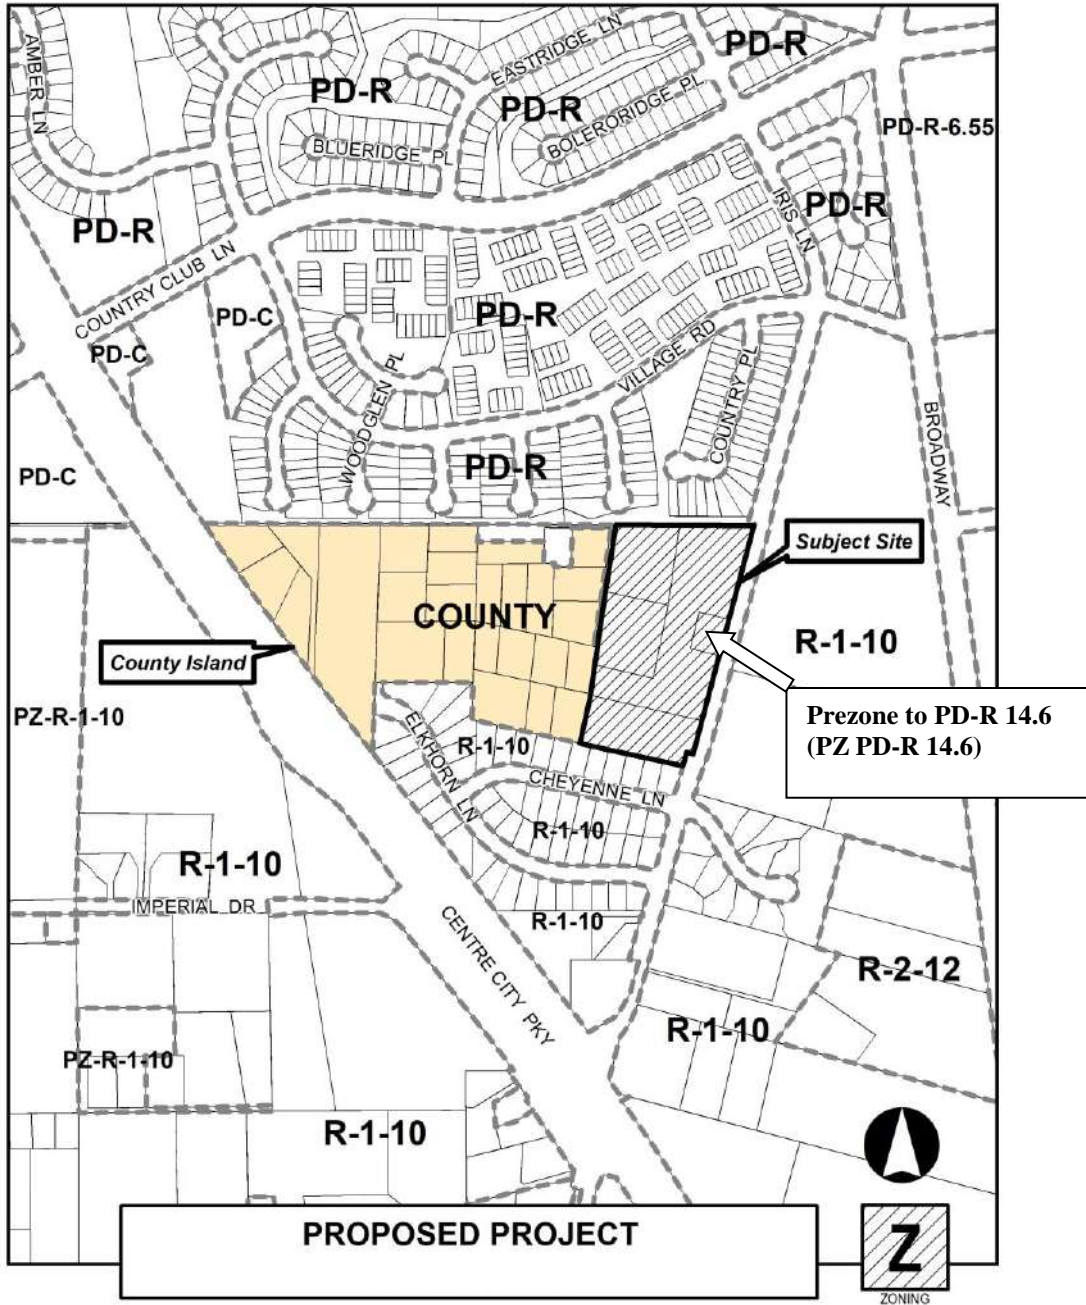 EASTRIDGE LN
PD-R
AMBER LN
PD-R
PD-R
BOLERORIDGE PL
PD-R-6.55
BLUERIDGE PL
IRIS LN
PD-R
PD-R
COUNTRY CLUB LN
PD-C
PD-R
VILLAGE RD
PD-C
WOODGLEN PL
COUNTRY PL
BROADWAY
PD-R
PD-C
Subject Site
COUNTY
R-1-10
County Island
PZ-R-1-10
Prezone to PD-R 14.6
(PZ PD-R 14.6)
ELKHORN LN
R-1-10
CHEYENNE LN
R-1-10
R-1-10
IMPERIAL DR
R-1-10
CENTRE CITY PKY
R-2-12
R-1-10
PZ-R-1-10
R-1-10
PROPOSED PROJECT
Z
ZONING